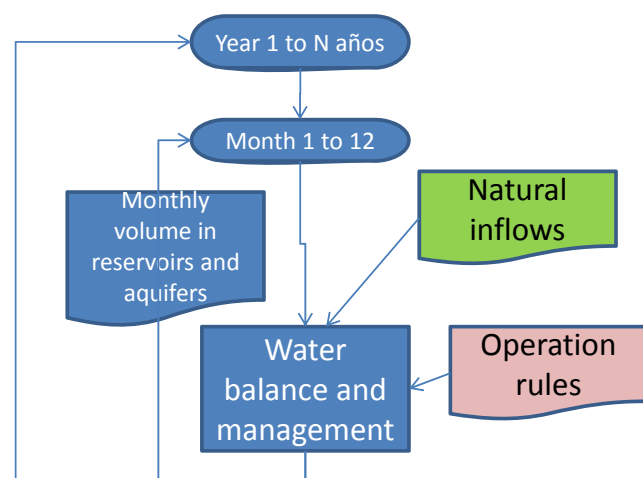 Year 1 to N años
Month 1 to 12
Monthly
volume in
reservoirs and
aquifers
Natural
inflows
Operation
rules
Water
balance and
management